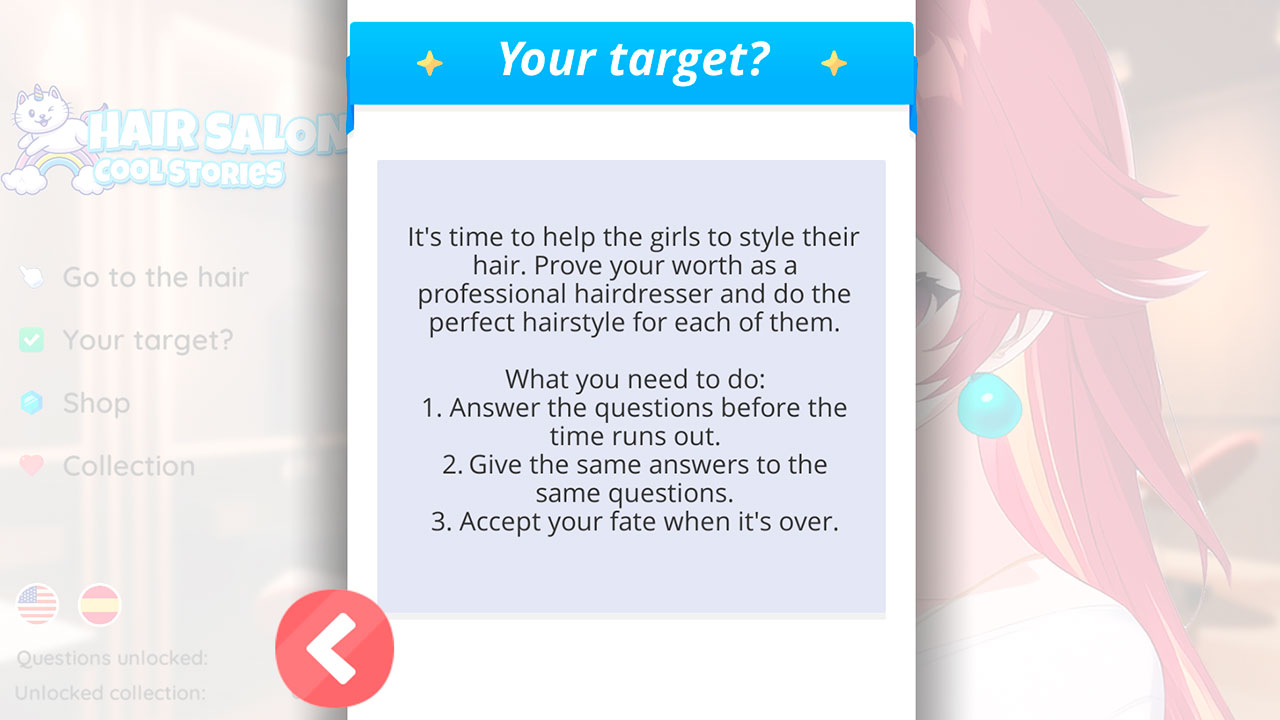 Your target?
HAIR SALON
COOL STORIES
Go to the hair
Your target?
Shop
Collection
Questions unlocked:
Unlocked collection:
It's time to help the girls to style their
hair. Prove your worth as a
professional hairdresser and do the
perfect hairstyle for each of them.
What you need to do:
1. Answer the questions before the
time runs out.
2. Give the same answers to the
same questions.
3. Accept your fate when it's over.